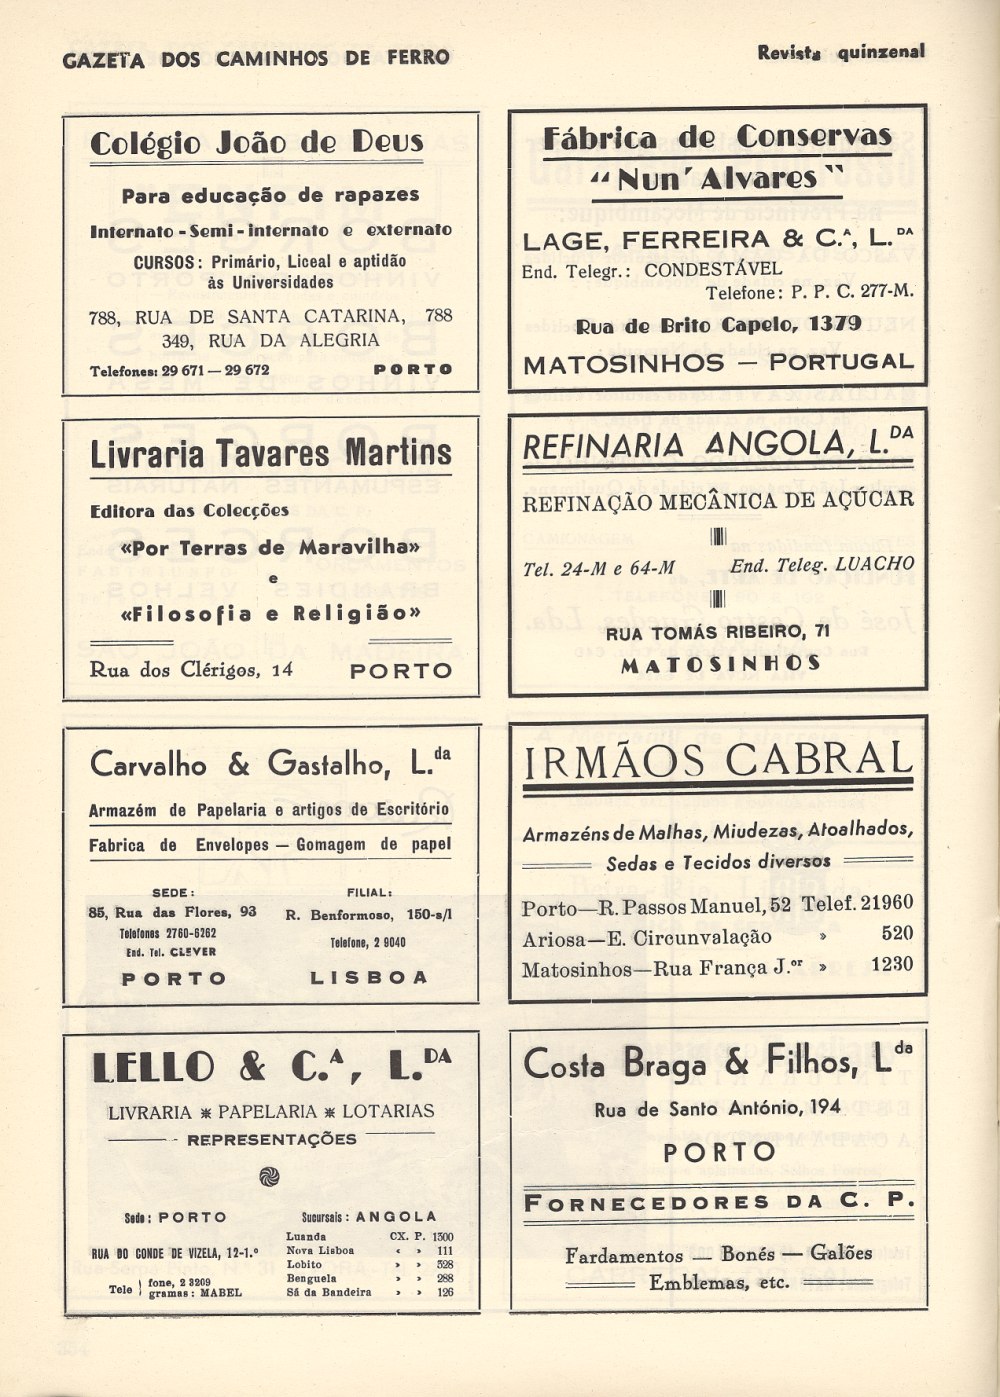 GAZETA DOS CAMINHOS DE FERRO
Revista quinzenal
Colégio João de Deus
Para educação de rapazes
Internato - Semi - internato e externato
CURSOS: Primário, Liceal e aptidão
às Universidades
788, RUA DE SANTA CATARINA, 788
349, RUA DA ALEGRIA
Telefones: 29 671 — 29 672 PORTO
Livraria Tavares Martins
Editora das Colecções
«Por Terras de Maravilha»
e
«Filosofia e Religião»
Rua dos Clérigos, 14 PORTO
Carvalho & Gastalho, L.da
Armazém de Papelaria e artigos de Escritório
Fabrica de Envelopes — Gomagem de papel
SEDE:
85, Rua das Flores, 93
Telefones 2760-6262
End. Tel. CLEVER
PORTO
FILIAL:
R. Benformoso, 150-s/l
Telefone, 2 9040
LISBOA
LELLO & C.A, L.DA
LIVRARIA * PAPELARIA * LOTARIAS
REPRESENTAÇÕES
Sede: PORTO
RUA DO CONDE DE VIZELA, 12-1.º
Tele { fone, 2 3209
gramas: MABEL
Sucursais: ANGOLA
Luanda CX. P. 1300
Nova Lisboa « » 111
Lobito » » 328
Benguela » » 288
Sá da Bandeira » » 126
Fábrica de Conservas
“Nun' Alvares”
LAGE, FERREIRA & C.A, L.DA
End. Telegr.: CONDESTÁVEL
Telefone: P. P. C. 277-M.
Rua de Brito Capelo, 1379
MATOSINHOS — PORTUGAL
REFINARIA ANGOLA, L.DA
REFINAÇÃO MECÂNICA DE AÇÚCAR
Tel. 24-M e 64-M End. Teleg. LUACHO
RUA TOMÁS RIBEIRO, 71
MATOSINHOS
IRMÃOS CABRAL
Armazéns de Malhas, Miudezas, Atoalhados,
Sedas e Tecidos diversos
Porto—R. Passos Manuel, 52 Telef. 21960
Ariosa—E. Circunvalação » 520
Matosinhos—Rua França J.or » 1230
Costa Braga & Filhos, Lda
Rua de Santo António, 194
PORTO
FORNECEDORES DA C. P.
Fardamentos — Bonés — Galões
Emblemas, etc.